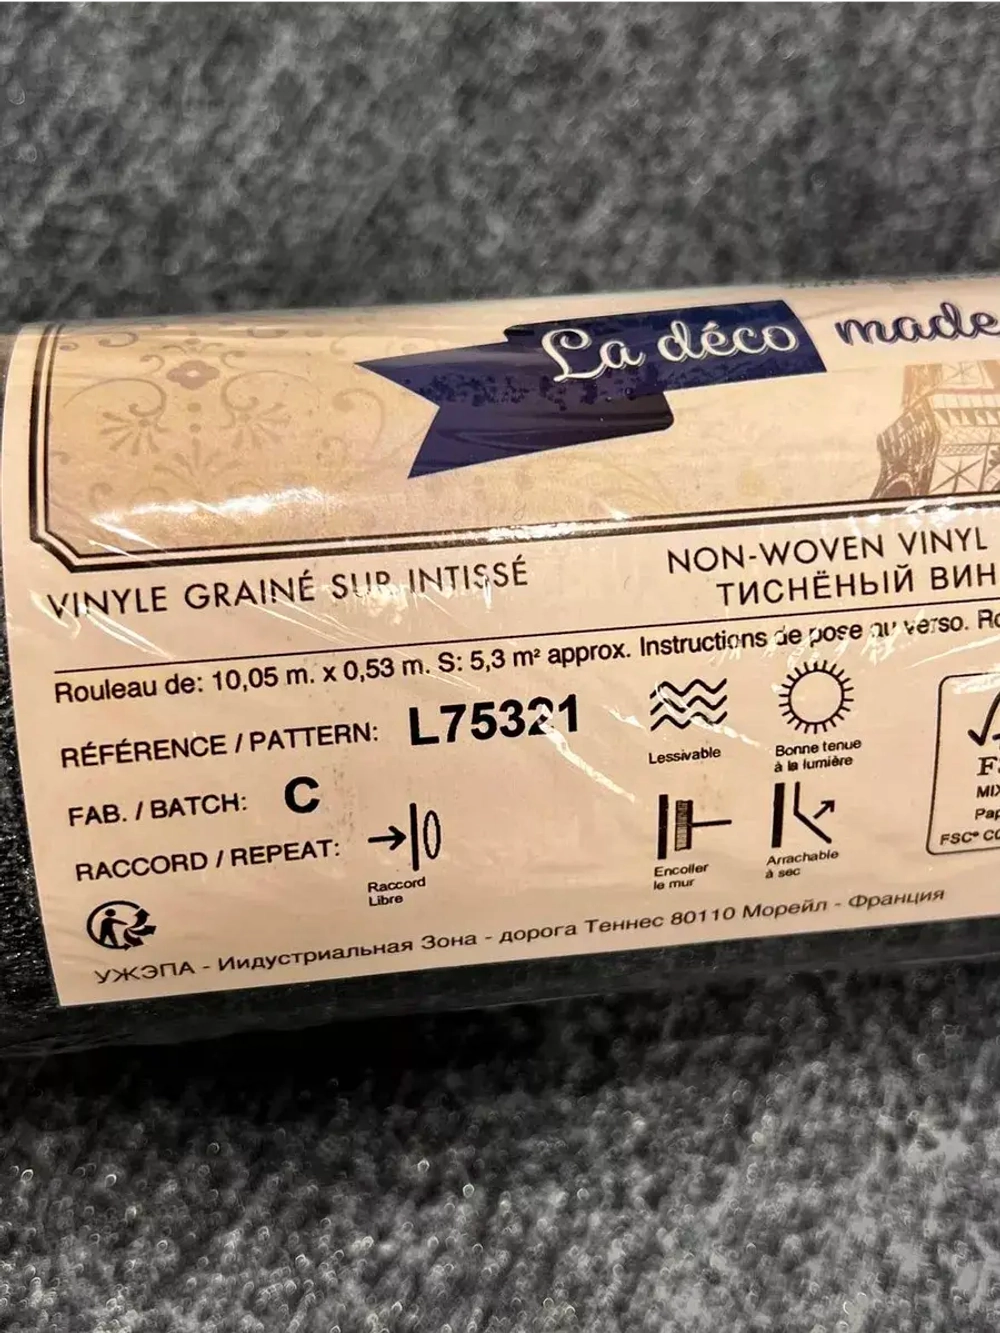 La déco made
VINYLE GRAINÉ SUR INTISSÉ
NON-WOVEN VINYL
ТИСНЁНЫЙ ВИН
Rouleau de: 10,05 m. x 0,53 m. S: 5,3 m² approx. Instructions de pose au verso.
RÉFÉRENCE / PATTERN: L75321
FAB. / BATCH: C
RACCORD / REPEAT:
Raccord
Libre
Lessivable
Bonne tenue
à la lumière
Encoller
le mur
Arrachable
à sec
MIX
FSC® CO
УЖЭПА - Индустриальная Зона - дорога Теннес 80110 Морейл - Франция